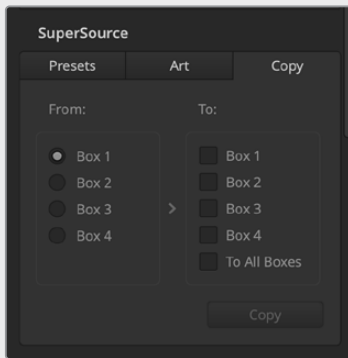 SuperSource
Presets Art Copy
From: To:
Box 1 Box 1
Box 2 Box 2
Box 3 Box 3
Box 4 Box 4
To All Boxes
Copy